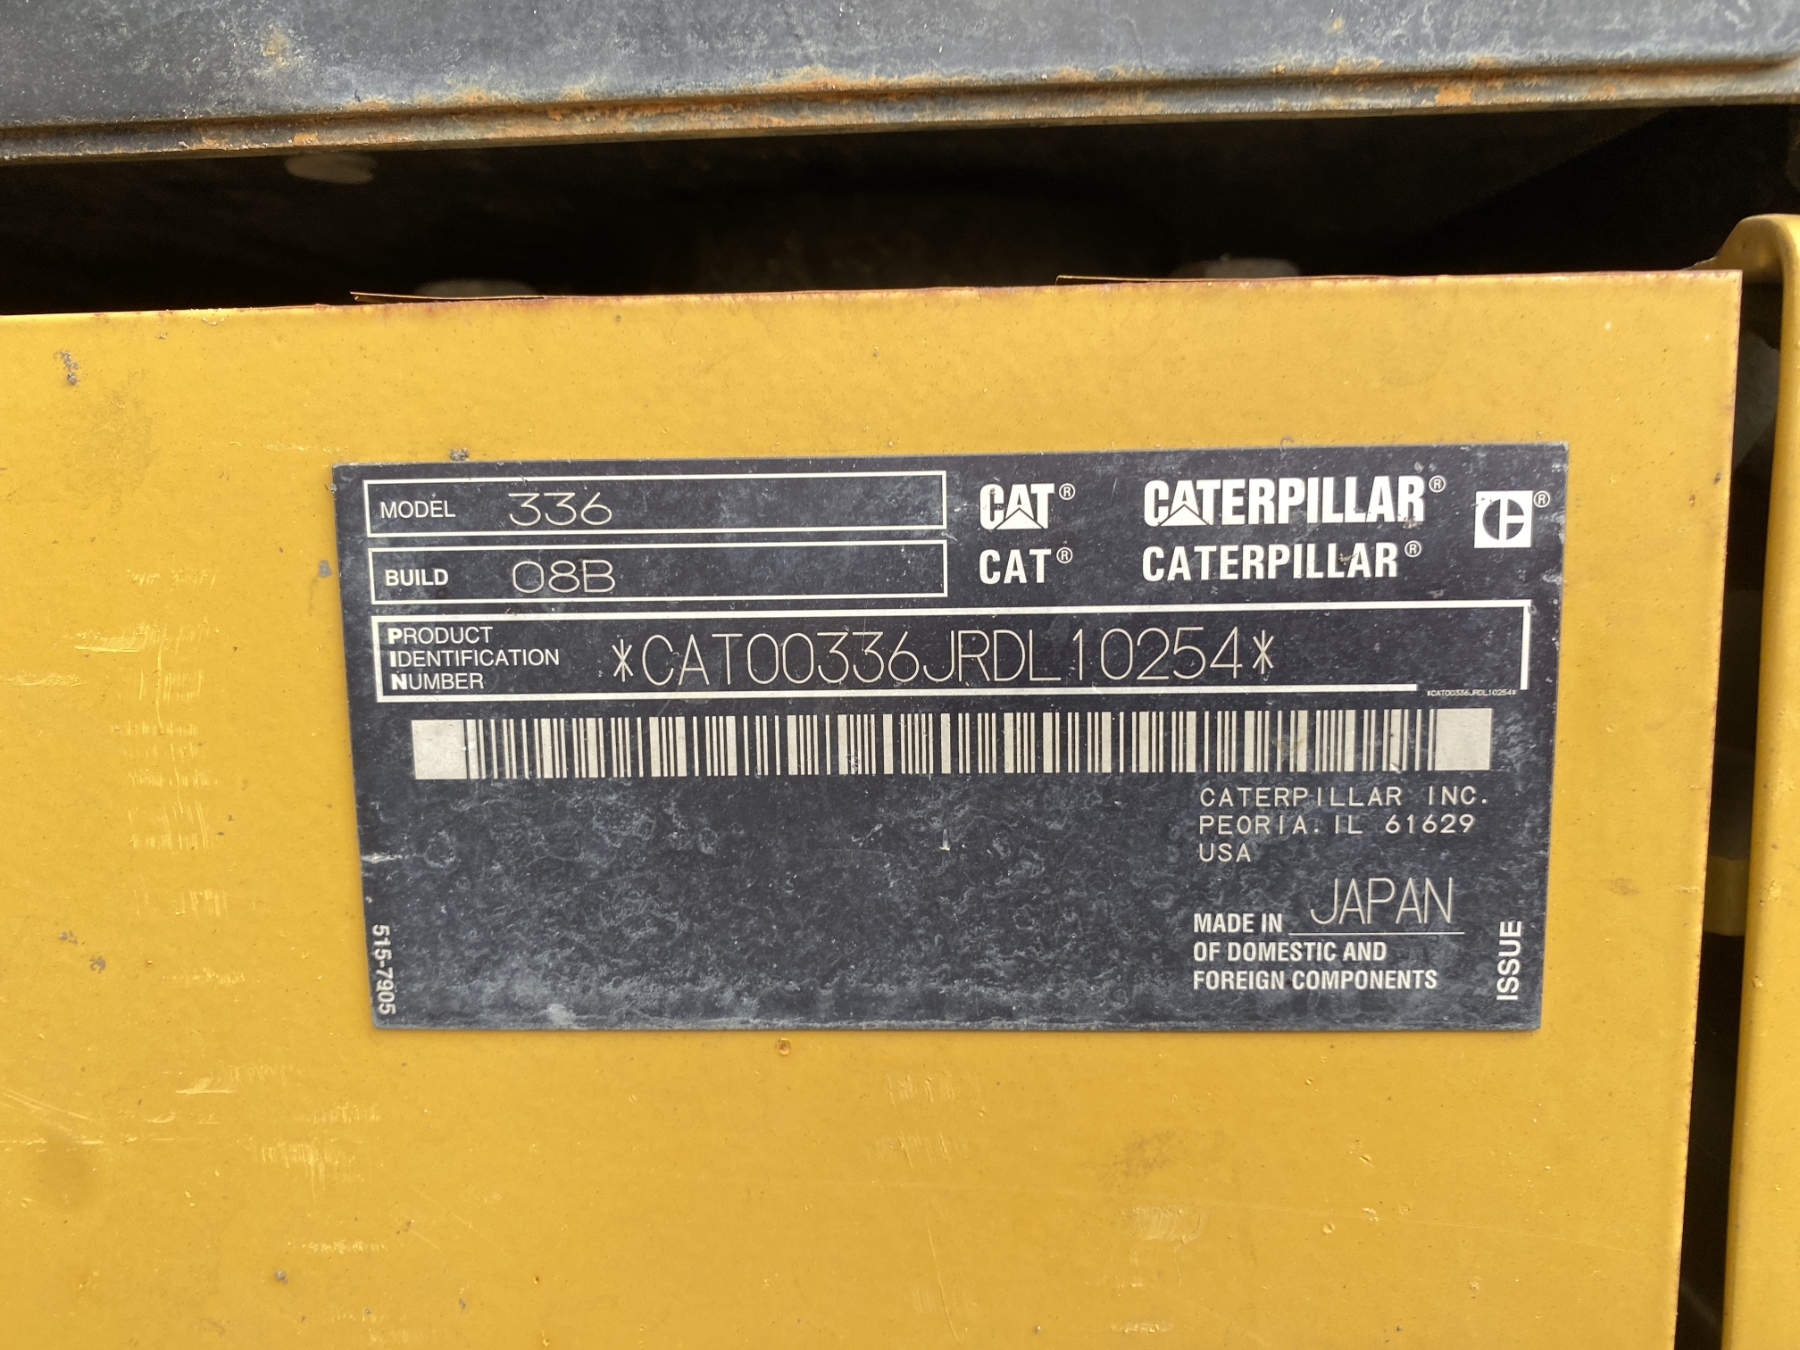 MODEL 336
BUILD 08B
CAT® CATERPILLAR®
CAT® CATERPILLAR®
PRODUCT
IDENTIFICATION
NUMBER
*CAT00336JRDL10254*
*CAT00336JRDL10254*
CATERPILLAR INC.
PEORIA. IL 61629
USA
MADE IN JAPAN
OF DOMESTIC AND
FOREIGN COMPONENTS
515-7905
ISSUE